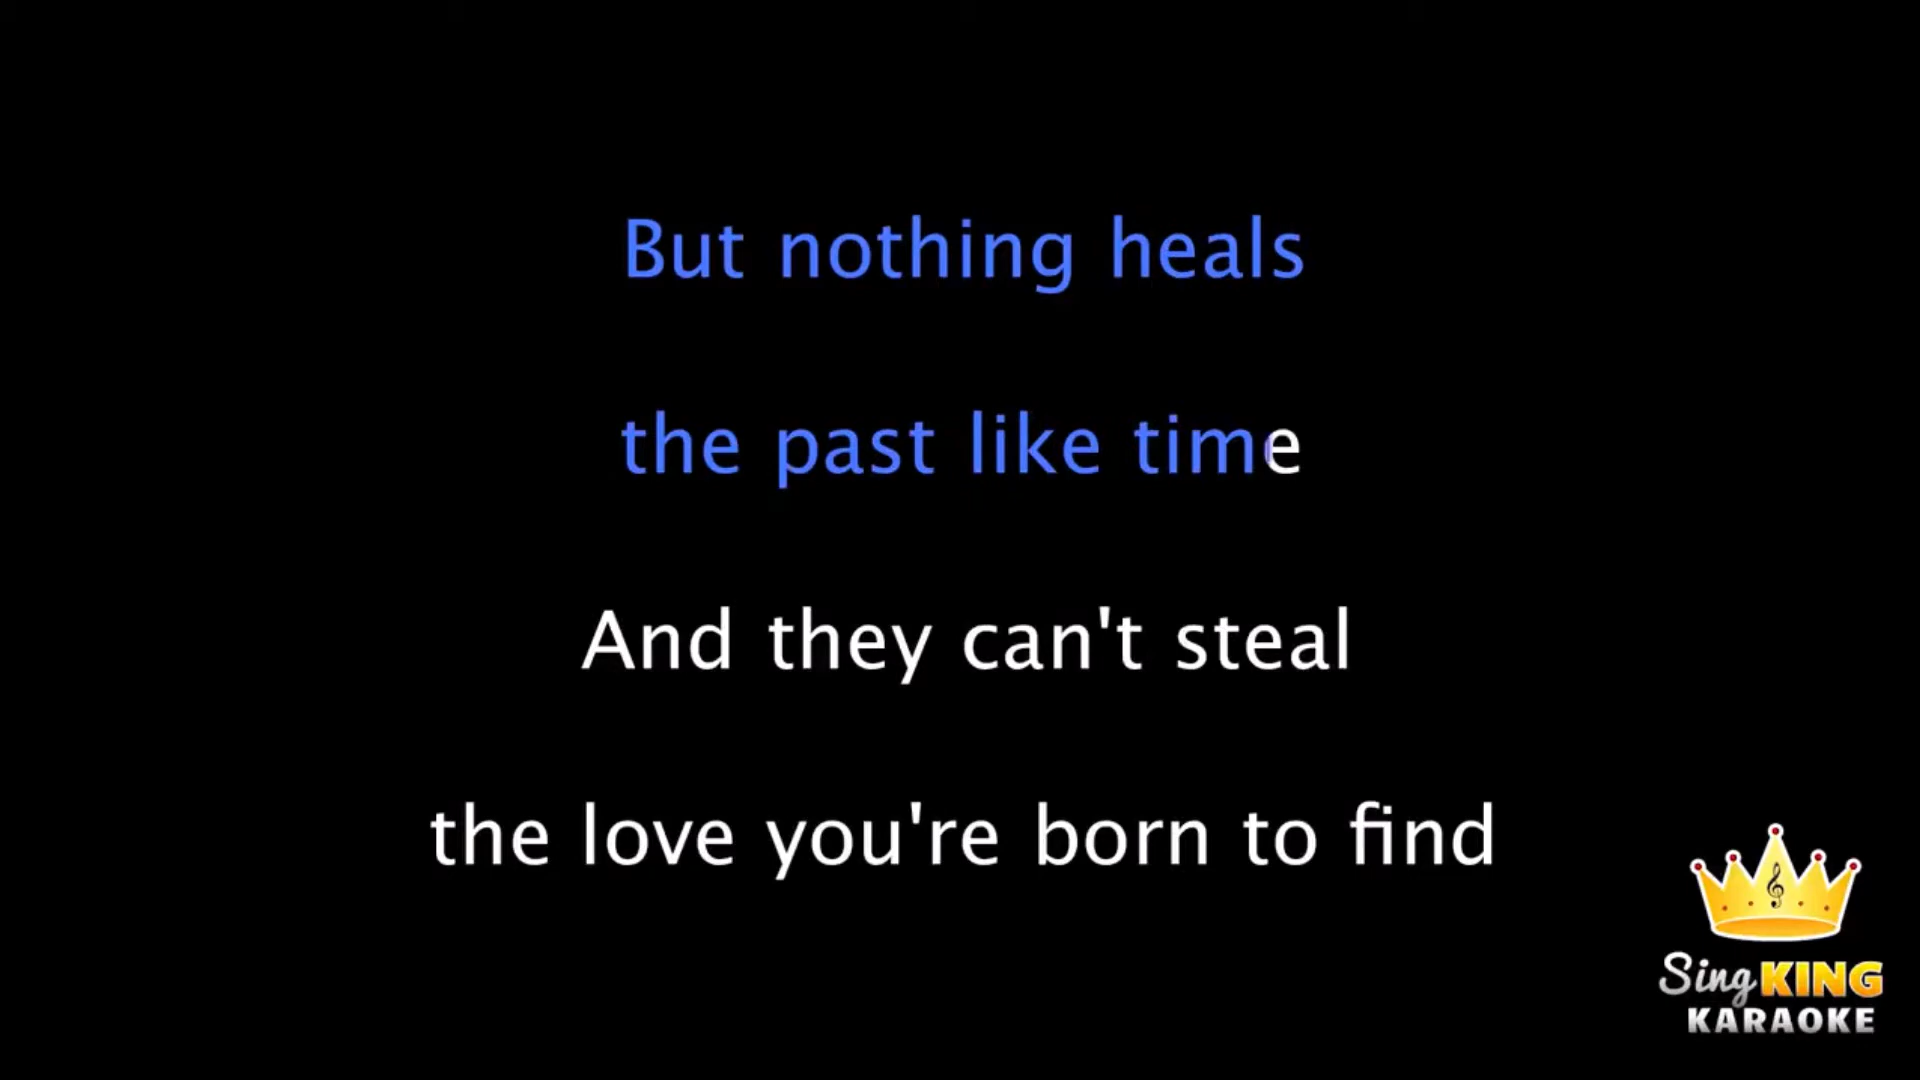 But nothing heals
the past like time
And they can't steal
the love you're born to find
Sing KING
KARAOKE